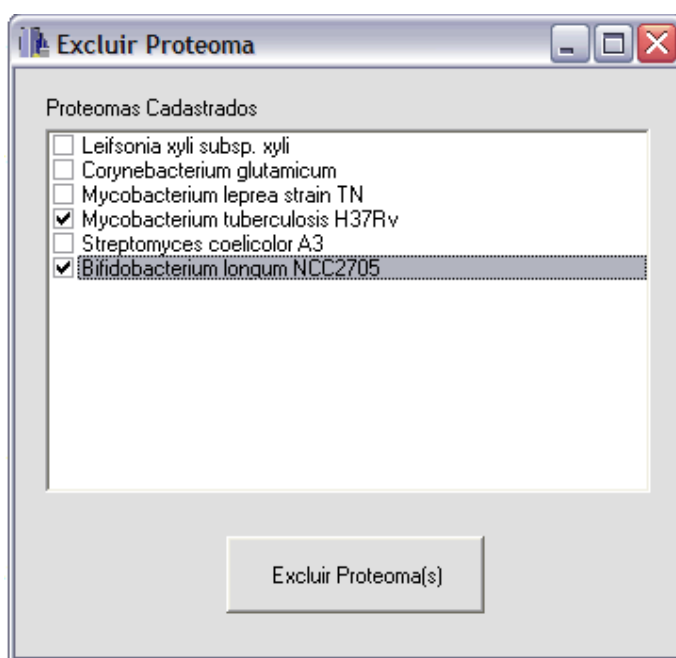 Excluir Proteoma
Proteomas Cadastrados
Leifsonia xyli subsp. xyli
Corynebacterium glutamicum
Mycobacterium leprea strain TN
Mycobacterium tuberculosis H37Rv
Streptomyces coelicolor A3
Bifidobacterium longum NCC2705
Excluir Proteoma(s)